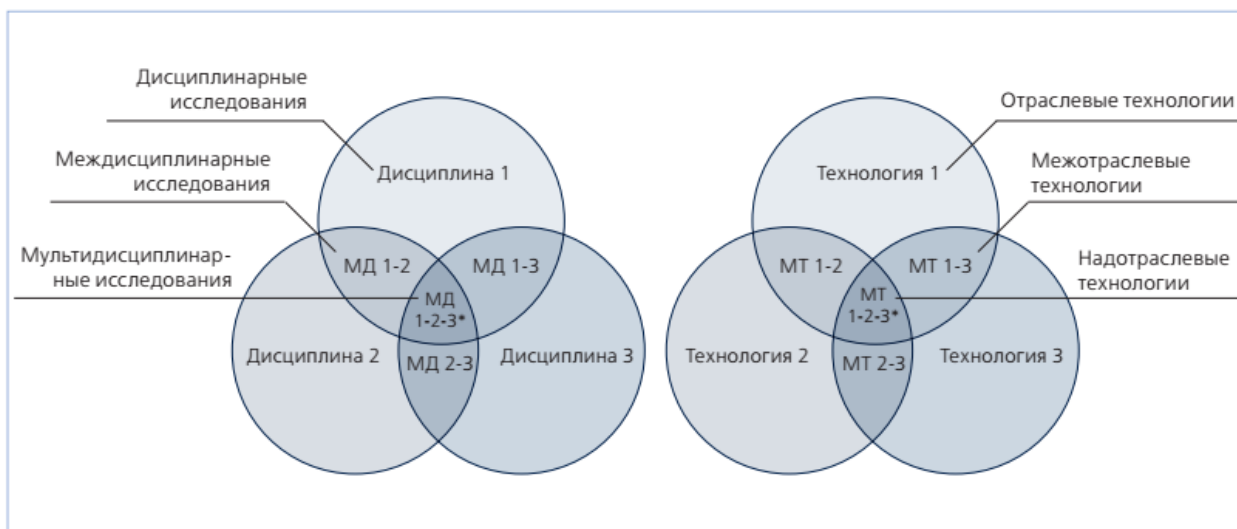 Дисциплинарные
исследования
Междисциплинарные
исследования
Мультидисциплинар-
ные исследования
Дисциплина 1
МД 1-2
МД 1-3
МД
1-2-3*
Дисциплина 2
МД 2-3
Дисциплина 3
Отраслевые технологии
Межотраслевые
технологии
Надотраслевые
технологии
Технология 1
МТ 1-2
МТ 1-3
МТ
1-2-3*
Технология 2
МТ 2-3
Технология 3